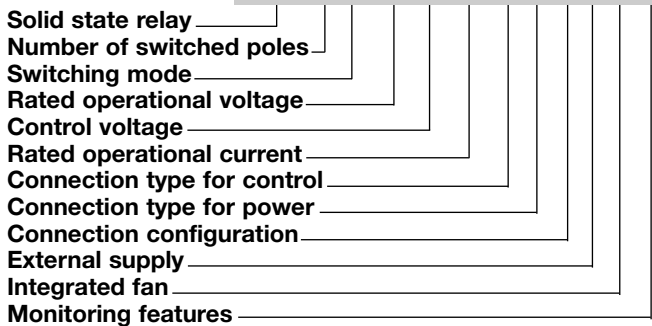 Solid state relay
Number of switched poles
Switching mode
Rated operational voltage
Control voltage
Rated operational current
Connection type for control
Connection type for power
Connection configuration
External supply
Integrated fan
Monitoring features